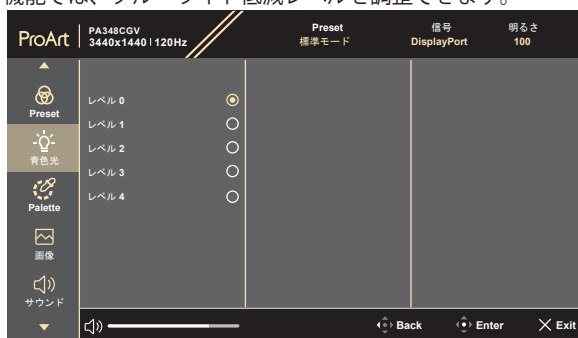 機能では、ブルーライト低減レベルを調整できます。
ProArt
PA348CGV
3440x1440 120Hz
Preset
標準モード
信号
DisplayPort
明るさ
100
Preset
青色光
Palette
画像
サウンド
レベル 0
レベル 1
レベル 2
レベル 3
レベル 4
Back
Enter
Exit